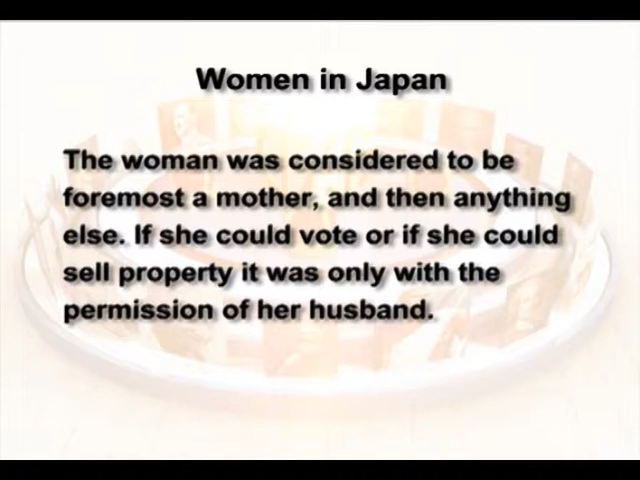 Women in Japan
The woman was considered to be
foremost a mother, and then anything
else. If she could vote or if she could
sell property it was only with the
permission of her husband.